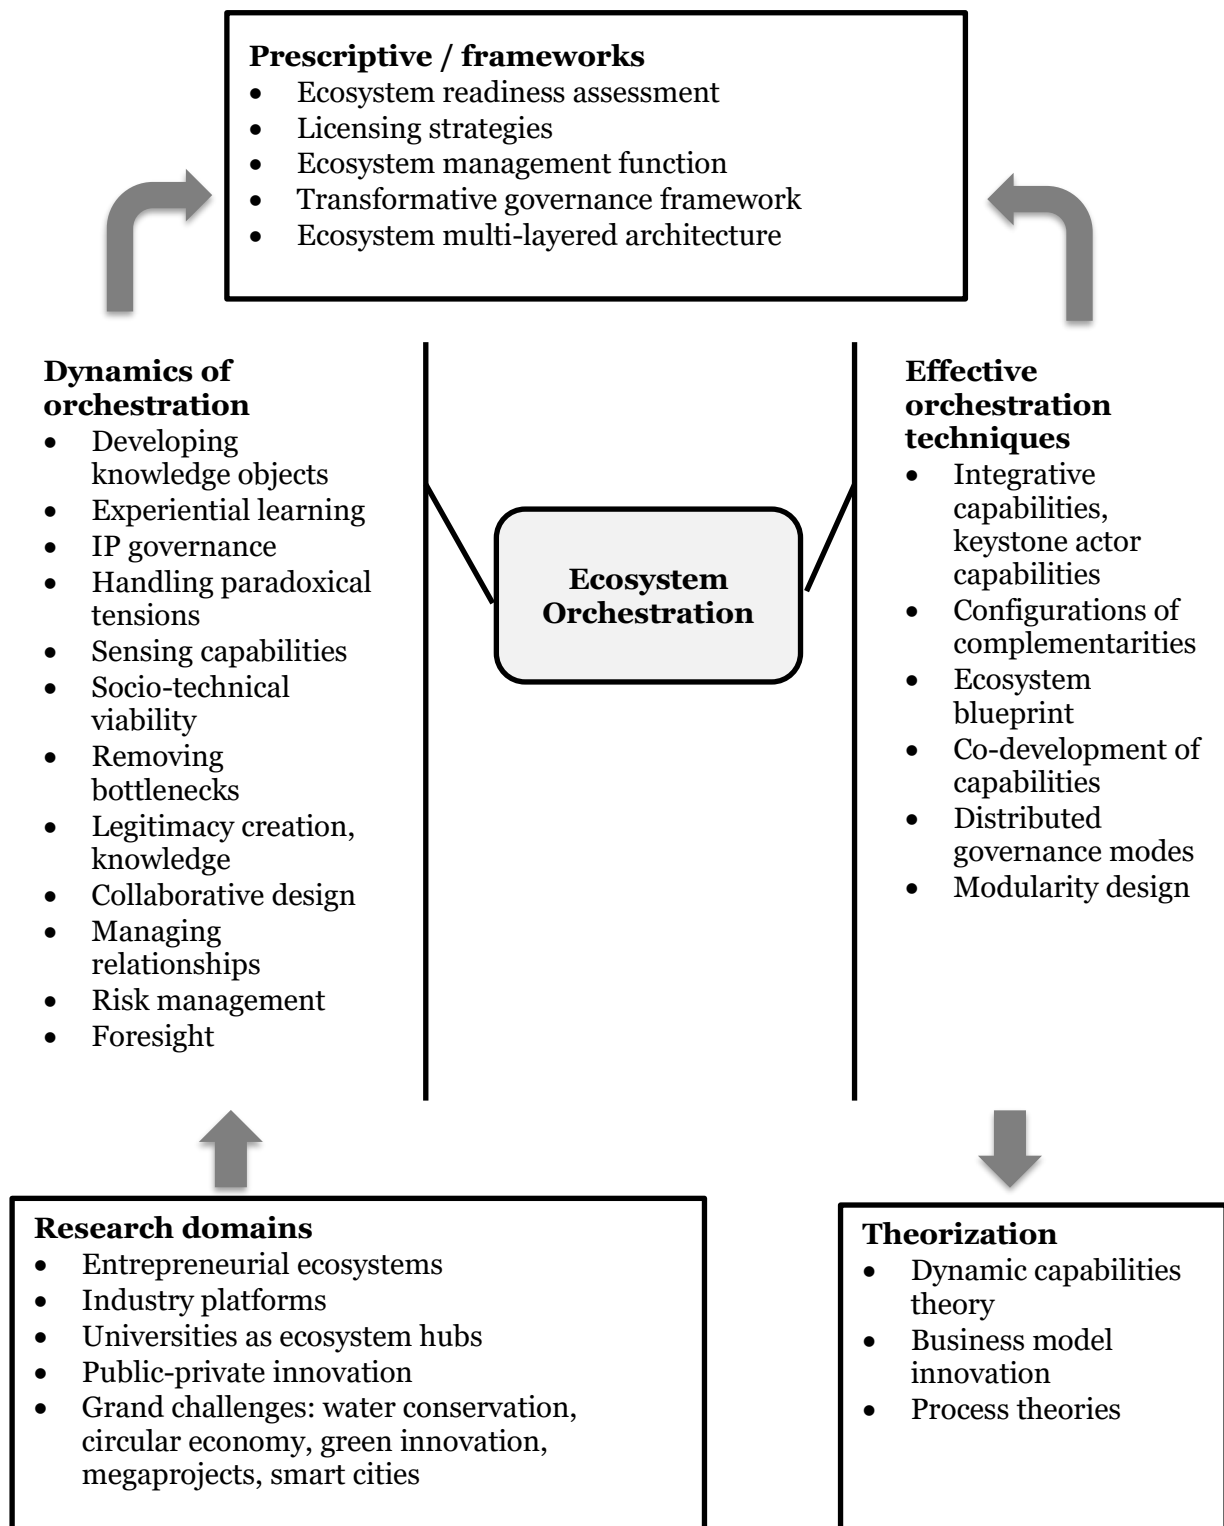 Prescriptive / frameworks
• Ecosystem readiness assessment
• Licensing strategies
• Ecosystem management function
• Transformative governance framework
• Ecosystem multi-layered architecture
Dynamics of
orchestration
• Developing
knowledge objects
• Experiential learning
• IP governance
• Handling paradoxical
tensions
• Sensing capabilities
• Socio-technical
viability
• Removing
bottlenecks
• Legitimacy creation,
knowledge
• Collaborative design
• Managing
relationships
• Risk management
• Foresight
Ecosystem
Orchestration
Effective
orchestration
techniques
• Integrative
capabilities,
keystone actor
capabilities
• Configurations of
complementarities
• Ecosystem
blueprint
• Co-development of
capabilities
• Distributed
governance modes
• Modularity design
Research domains
• Entrepreneurial ecosystems
• Industry platforms
• Universities as ecosystem hubs
• Public-private innovation
• Grand challenges: water conservation,
circular economy, green innovation,
megaprojects, smart cities
Theorization
• Dynamic capabilities
theory
• Business model
innovation
• Process theories